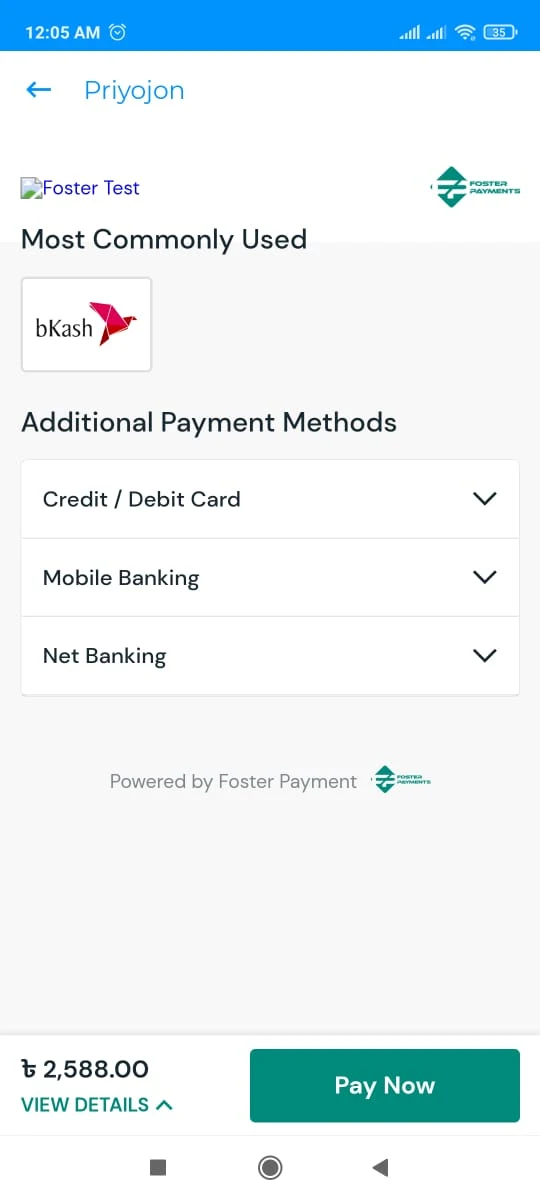 12:05 AM
35
Priyojon
Foster Test
FOSTER
PAYMENTS
Most Commonly Used
bKash
Additional Payment Methods
Credit / Debit Card
Mobile Banking
Net Banking
Powered by Foster Payment
FOSTER
PAYMENTS
৳ 2,588.00
Pay Now
VIEW DETAILS